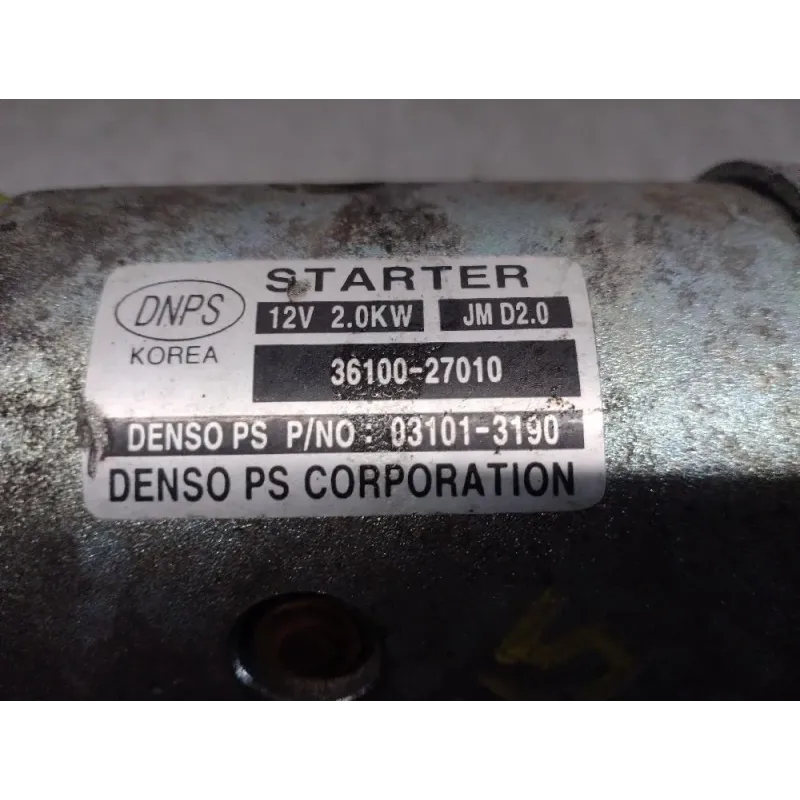 STARTER
DNPS
12V 2.0KW JM D2.0
KOREA
36100-27010
DENSO PS P/NO : 03101-3190
DENSO PS CORPORATION